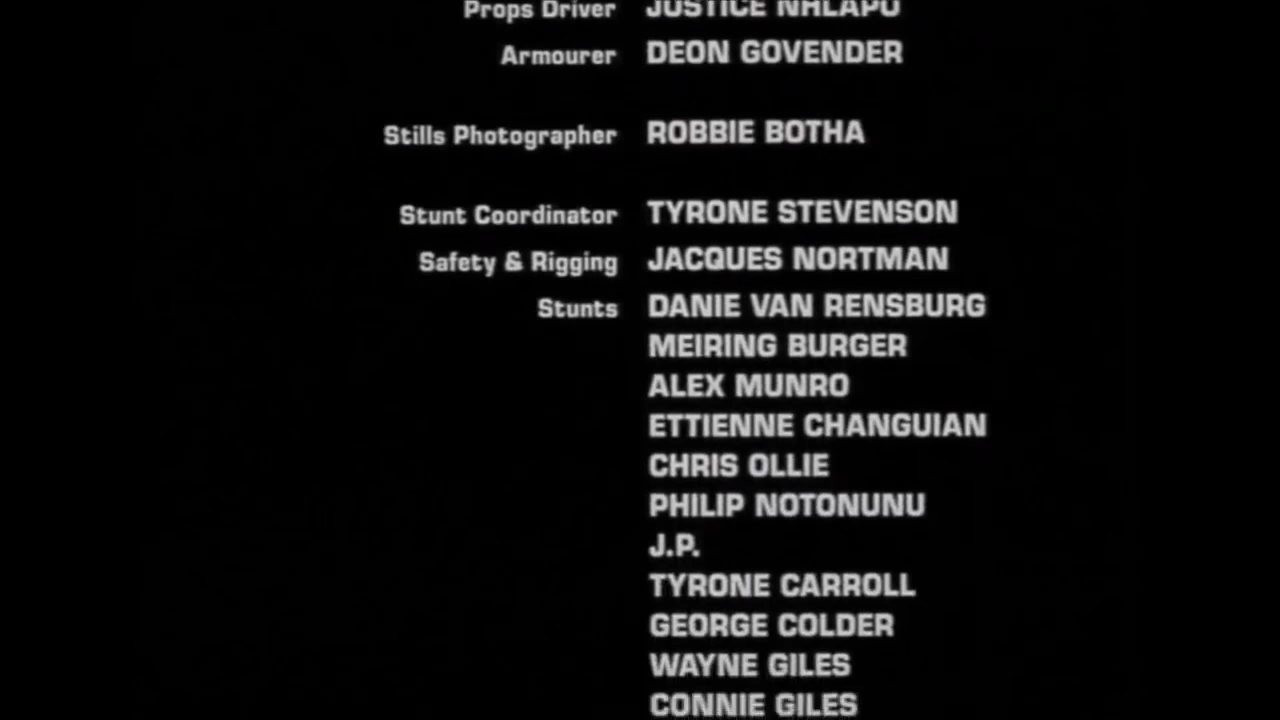 Props Driver JUSTICE NHLAPO
Armourer DEON GOVENDER
Stills Photographer ROBBIE BOTHA
Stunt Coordinator TYRONE STEVENSON
Safety & Rigging JACQUES NORTMAN
Stunts DANIE VAN RENSBURG
MEIRING BURGER
ALEX MUNRO
ETTIENNE CHANGUIAN
CHRIS OLLIE
PHILIP NOTONUNU
J.P.
TYRONE CARROLL
GEORGE COLDER
WAYNE GILES
CONNIE GILES